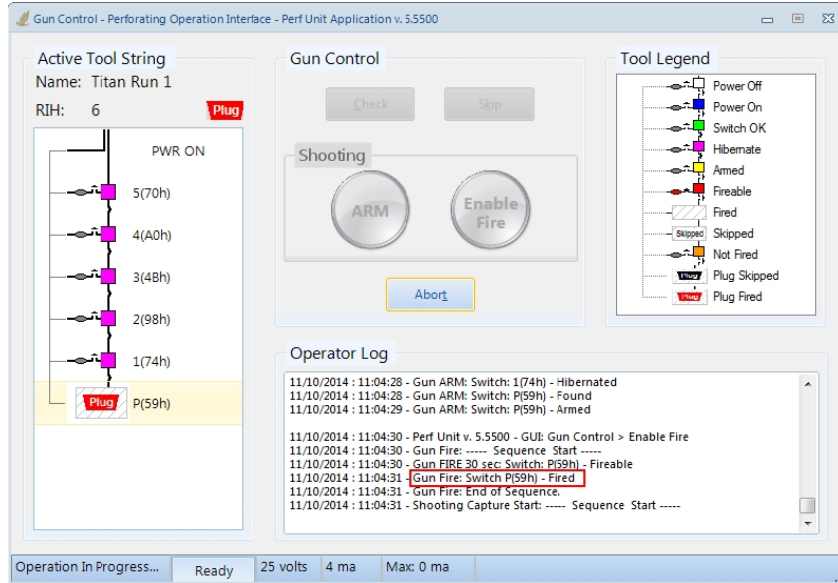 Gun Control - Perforating Operation Interface - Perf Unit Application v. 5.5500
Active Tool String
Name: Titan Run 1
RIH: 6 Plug
PWR ON
5(70h)
4(A0h)
3(4Bh)
2(98h)
1(74h)
Plug P(59h)
Gun Control
Check Skip
Shooting
ARM
Enable
Fire
Abort
Tool Legend
Power Off
Power On
Switch OK
Hibernate
Armed
Fireable
Fired
Skipped Skipped
Not Fired
Plug Plug Skipped
Plug Plug Fired
Operator Log
11/10/2014 : 11:04:28 - Gun ARM: Switch: 1(74h) - Hibernated
11/10/2014 : 11:04:28 - Gun ARM: Switch: P(59h) - Found
11/10/2014 : 11:04:29 - Gun ARM: Switch: P(59h) - Armed
11/10/2014 : 11:04:30 - Perf Unit v. 5.5500 - GUI: Gun Control > Enable Fire
11/10/2014 : 11:04:30 - Gun Fire: ----- Sequence Start -----
11/10/2014 : 11:04:30 - Gun FIRE 30 sec: Switch: P(59h) - Fireable
11/10/2014 : 11:04:31 - Gun Fire: Switch P(59h) - Fired
11/10/2014 : 11:04:31 - Gun Fire: End of Sequence.
11/10/2014 : 11:04:31 - Shooting Capture Start: ----- Sequence Start -----
Operation In Progress... Ready 25 volts 4 ma Max: 0 ma